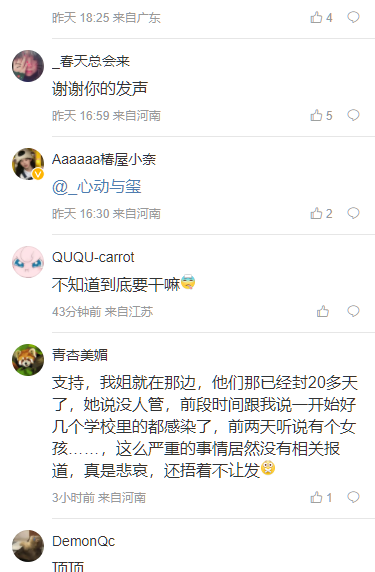 昨天 18:25 来自广东
4
_春天总会来
谢谢你的发声
昨天 16:59 来自河南
5
Aaaaaa椿屋小奈
@_心动与玺
昨天 16:30 来自河南
2
QUQU-carrot
不知道到底要干嘛
43分钟前 来自江苏
青杏美媚
支持，我姐就在那边，他们那已经封20多天
了，她说没人管，前段时间跟我说一开始好
几个学校里的都感染了，前两天听说有个女
孩……，这么严重的事情居然没有相关报
道，真是悲哀，还捂着不让发
3小时前 来自河南
1
DemonQc
顶顶